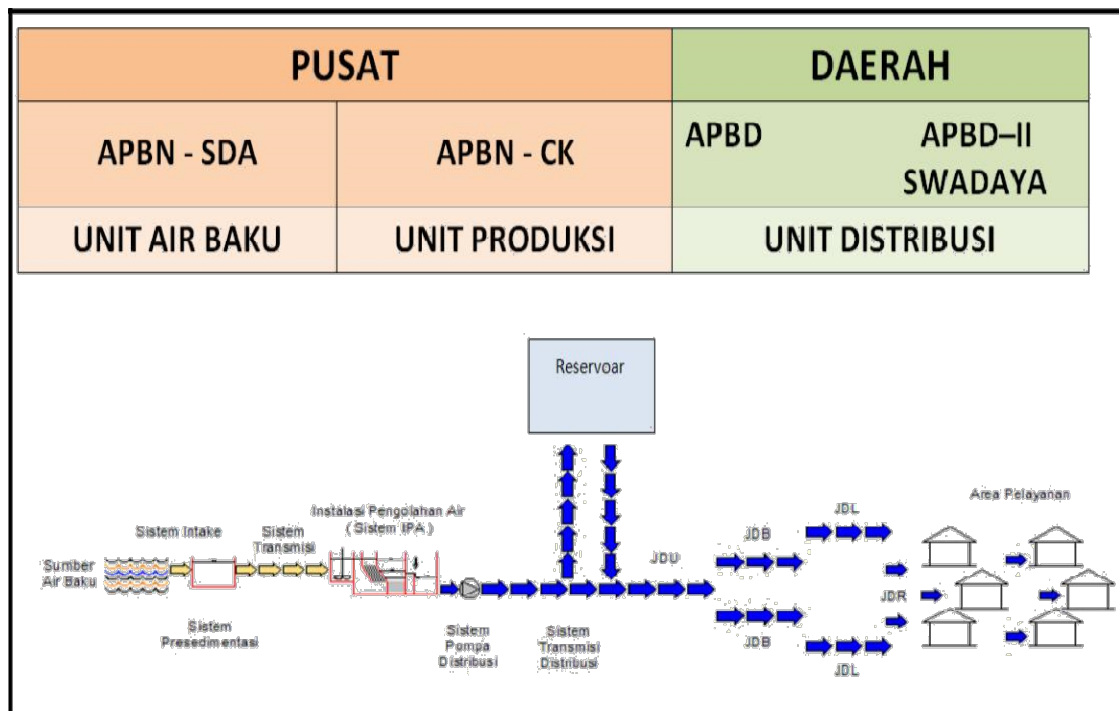 PUSAT
DAERAH
APBN - SDA
APBN - CK
APBD
APBD–II
SWADAYA
UNIT AIR BAKU
UNIT PRODUKSI
UNIT DISTRIBUSI
Reservoar
Sistem Intake
Sistem
Transmisi
Instalasi Pengolahan Air
( Sistem IPA )
Sumber
Air Baku
Sistem
Presedimentasi
Sistem
Pompa
Distribusi
Sistem
Transmisi
Distribusi
JDU
JDB
JDB
JDL
JDL
JDR
Area Pelayanan